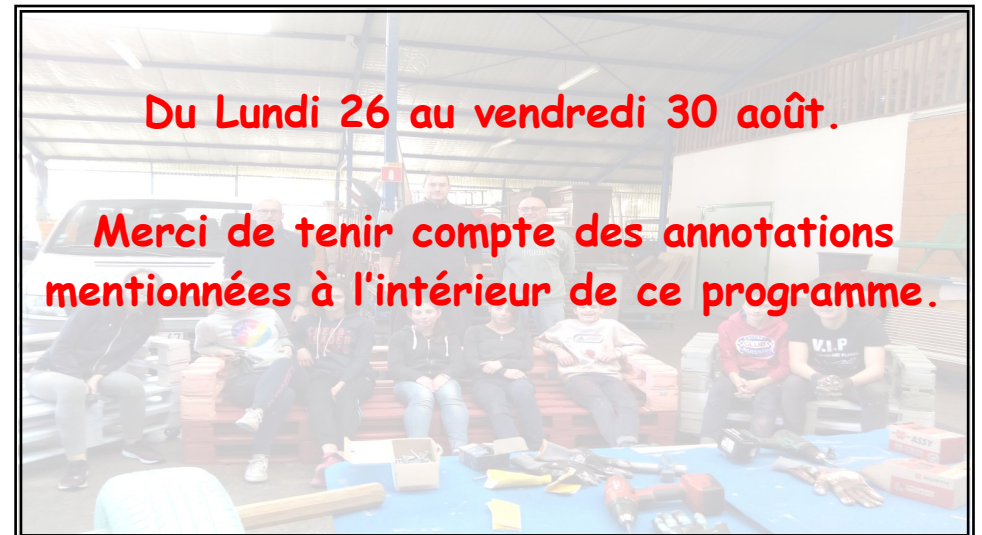 Du Lundi 26 au vendredi 30 août.
Merci de tenir compte des annotations
mentionnées à l'intérieur de ce programme.
V.I.P